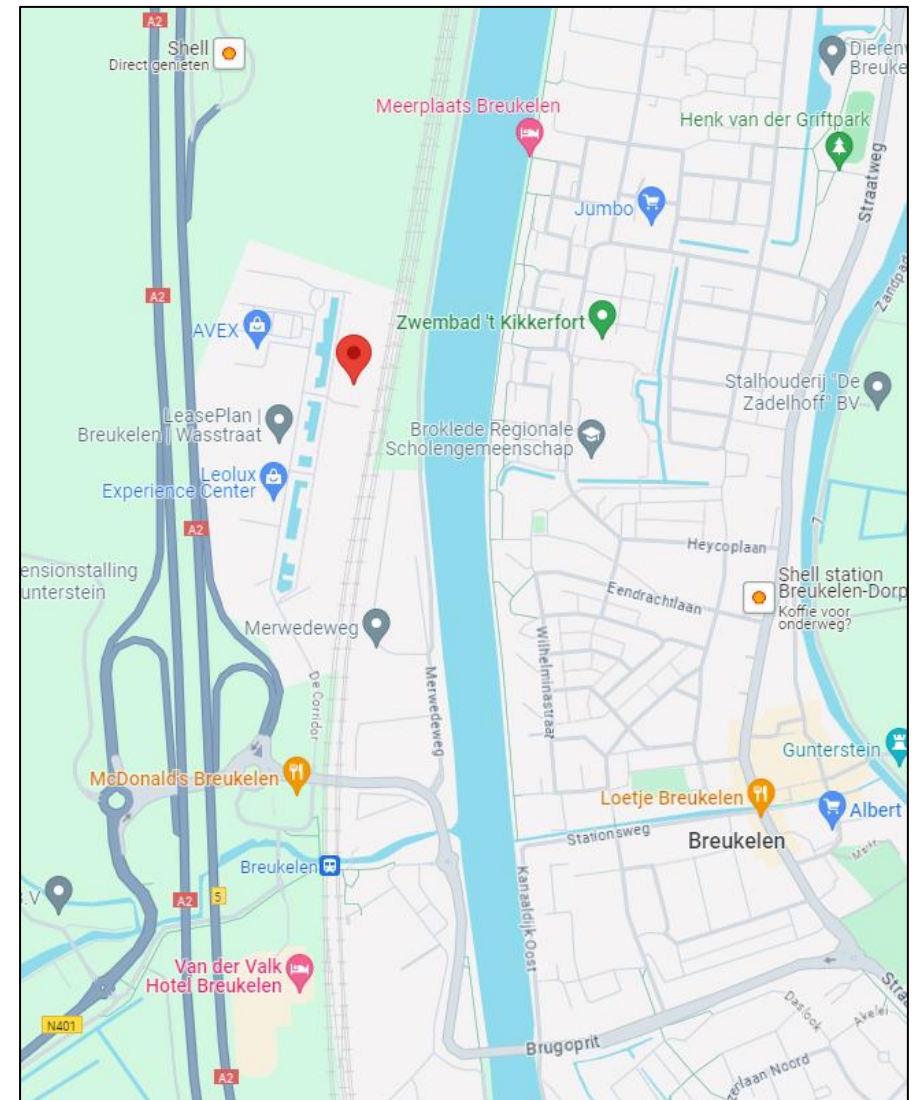 A2
Shell
Direct genieten
Meerplaats Breukelen
Dieren
Breuke
Henk van der Griftpark
Straatweg
Jumbo
Zandpad
A2
AVEX
Zwembad 't Kikkerfort
Stalhouderij "De
Zadelhoff" BV
LeasePlan |
Breukelen | Wasstraat
Broklede Regionale
Scholengemeenschap
Leolux
Experience Center
A2
Heycoplaan
ensionstalling
unterstein
Eendrachtlaan
Shell station
Breukelen-Dorp
Koffie voor
onderweg?
Merwedeweg
Wilhelminastraat
Merwedeweg
De Corridor
Gunterstein
McDonald's Breukelen
Loetje Breukelen
Albert
Stationsweg
Breukelen
Markt
Breukelen
Kanaaldijk Oost
.V
A2
5
Van der Valk
Hotel Breukelen
Straa
Daslook
Akelei
N401
Brugoprit
zerlaan Noord
A2